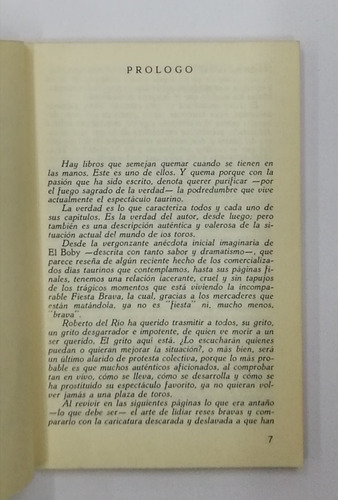 PROLOGO
Hay libros que semejan quemar cuando se tienen en
las manos. Este es uno de ellos. Y quema porque con la
pasión que ha sido escrito, denota querer purificar —por
el fuego sagrado de la verdad— la podredumbre que vive
actualmente el espectáculo taurino.
La verdad es lo que caracteriza todos y cada uno de
sus capítulos. Es la verdad del autor, desde luego; pero
también es una descripción auténtica y valerosa de la si-
tuación actual del mundo de los toros.
Desde la vergonzante anécdota inicial imaginaria de
El Boby —descrita con tanto sabor y dramatismo—, que
parece reseña de algún reciente hecho de los comercializa-
dos días taurinos que contemplamos, hasta sus páginas fi-
nales, tenemos una relación lacerante, cruel y sin tapujos
de los trágicos momentos que está viviendo la incompara-
ble Fiesta Brava, la cual, gracias a los mercaderes que
están matándola, ya no es "fiesta" ni, mucho menos,
"brava".
Roberto del Río ha querido trasmitir a todos, su grito,
un grito desgarrador e impotente, de quien ve morir a un
ser querido. El grito aquí está. ¿Lo escucharán quienes
puedan o quieran mejorar la situación?, o más bien, será
un último alarido de protesta colectiva, porque lo más pro-
bable es que muchos auténticos aficionados, al comprobar
tan en vivo, cómo se lleva, cómo se desarrolla y cómo se
ha prostituido su espectáculo favorito, ya no quieran vol-
ver jamás a una plaza de toros.
Al revivir en las siguientes páginas lo que era antaño
—lo que debe ser— el arte de lidiar reses bravas y com-
pararlo con la caricatura descarada y deslavada a que han
7